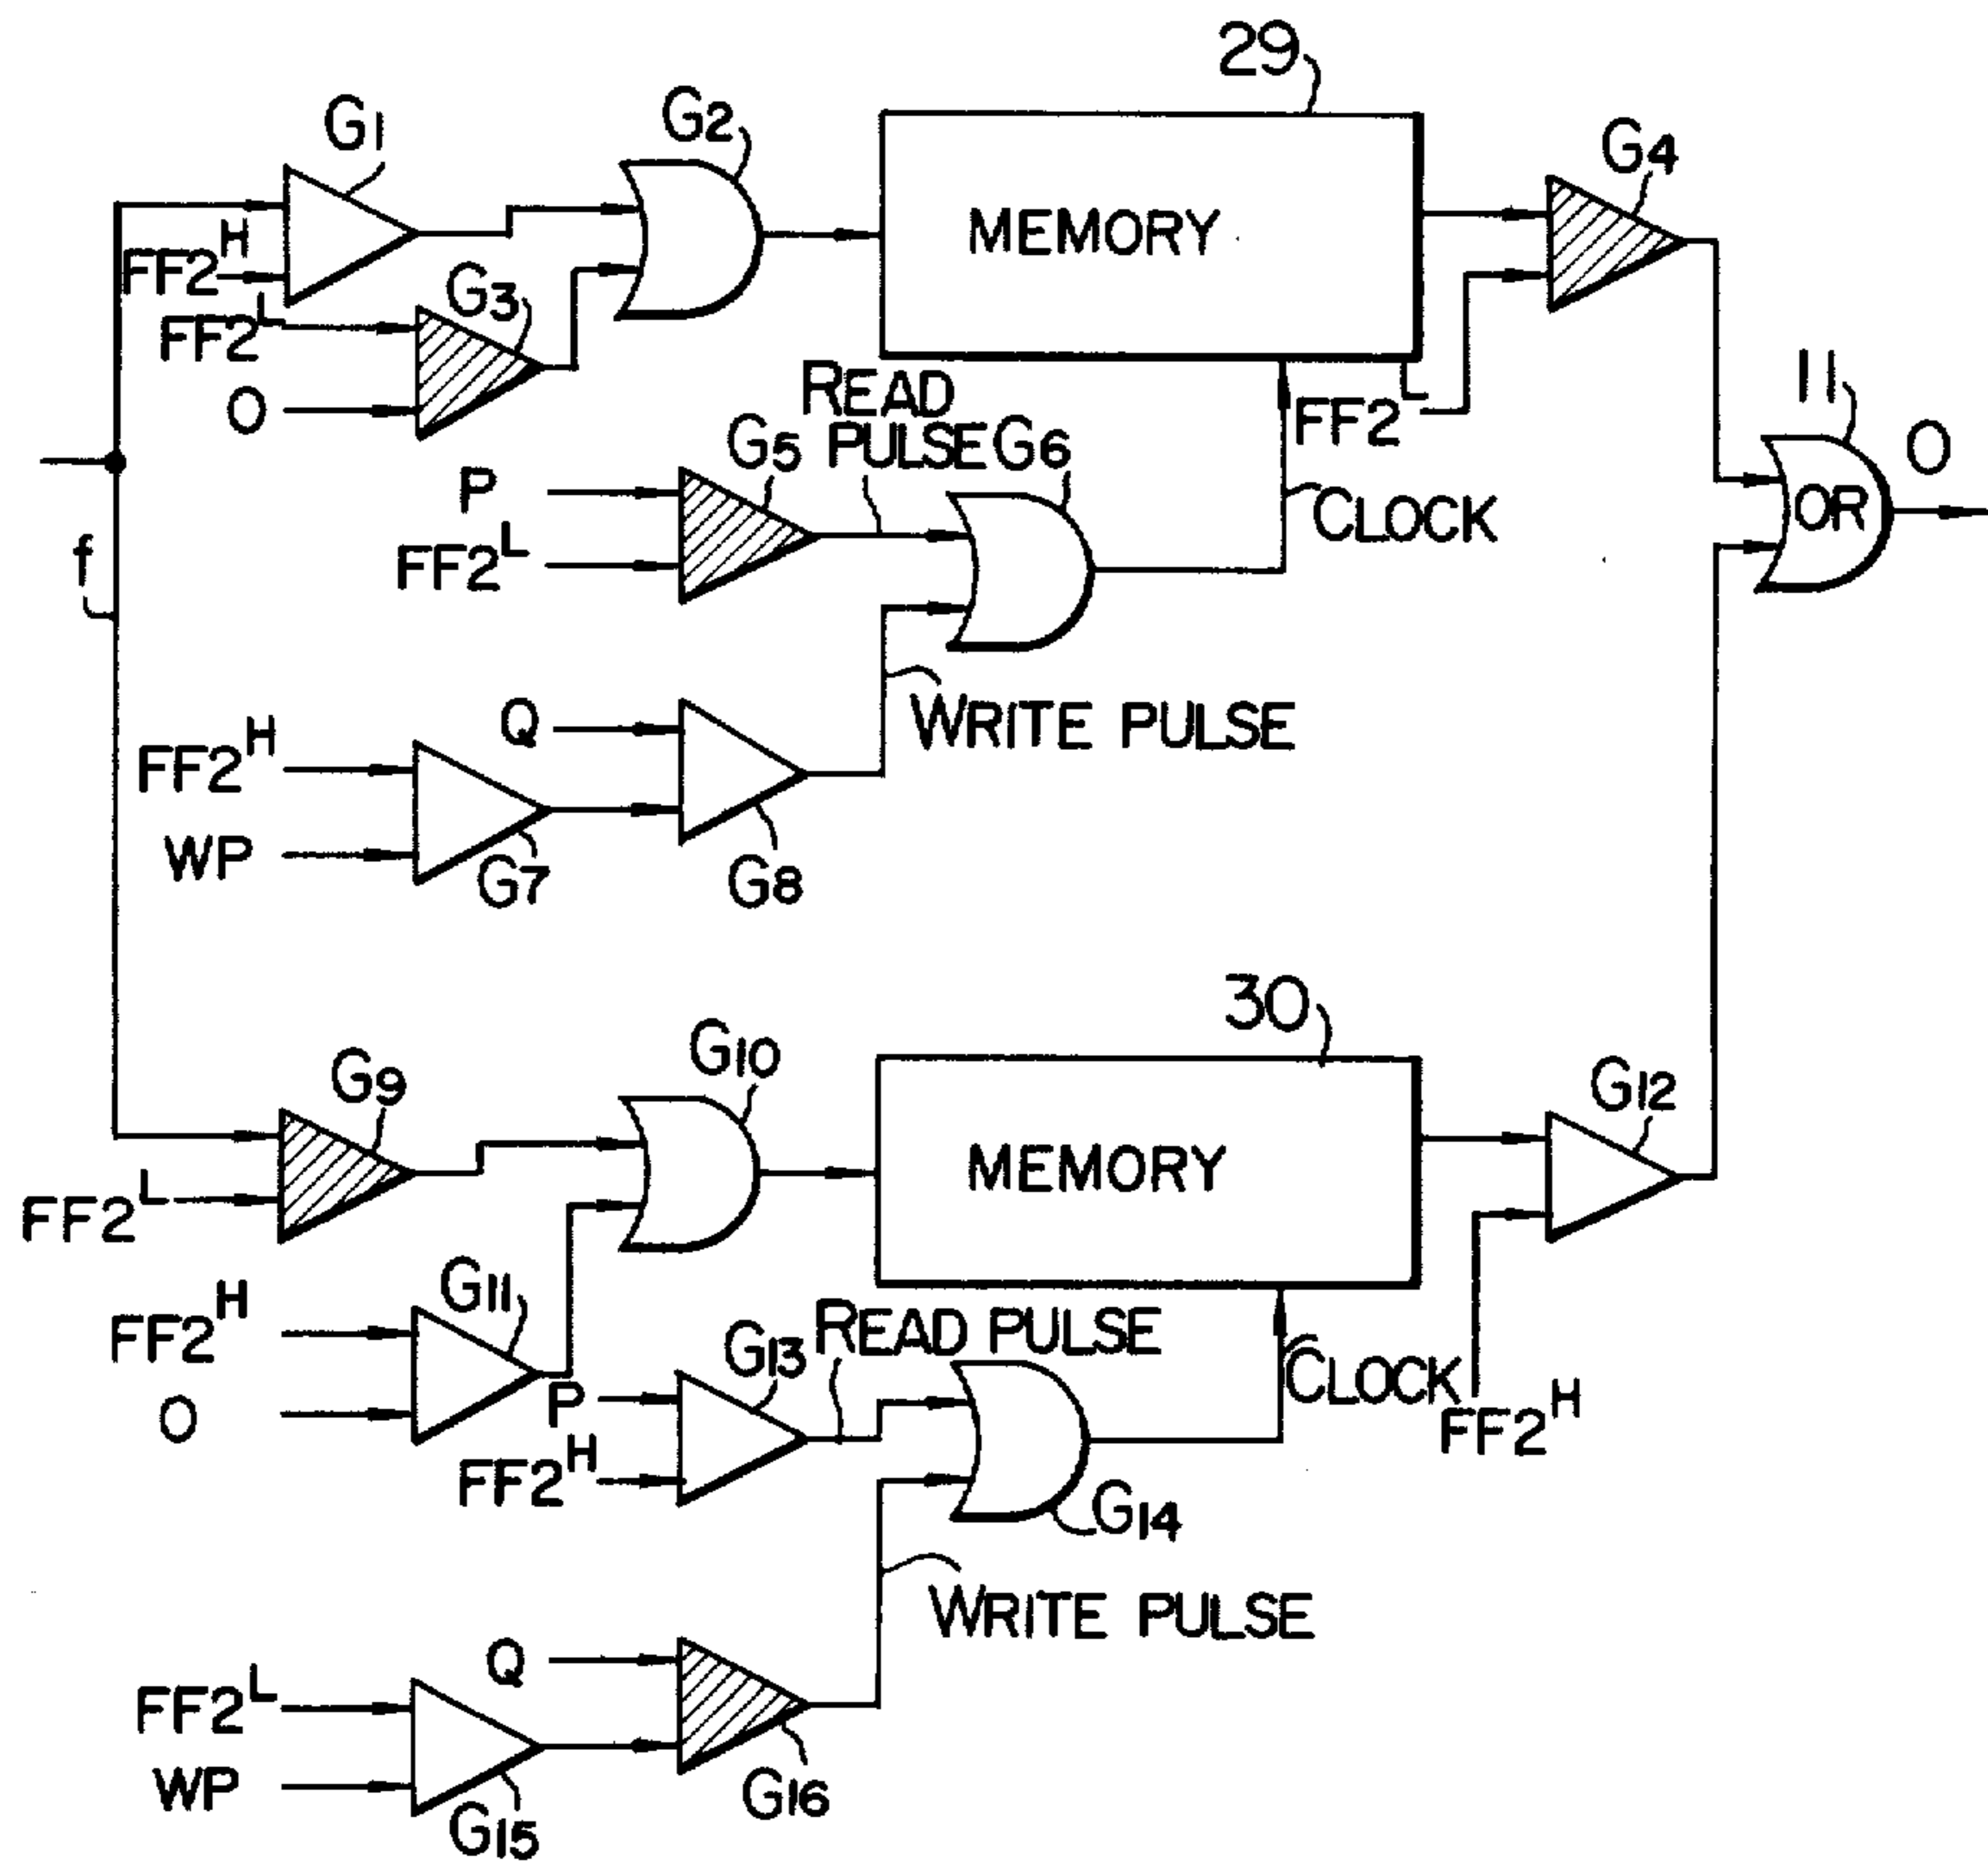 29
G1
G2
G4
FF2H
MEMORY
G3
FF2L
O
READ
PULSE
G5
G6
FF2L
11
O
P
OR
CLOCK
FF2L
f
Q
WRITE PULSE
FF2H
WP
G7
G8
30
G9
G10
G12
MEMORY
FF2L
G11
FF2H
G13
READ PULSE
O
P
CLOCK
FF2H
FF2H
G14
WRITE PULSE
Q
FF2L
WP
G15
G16